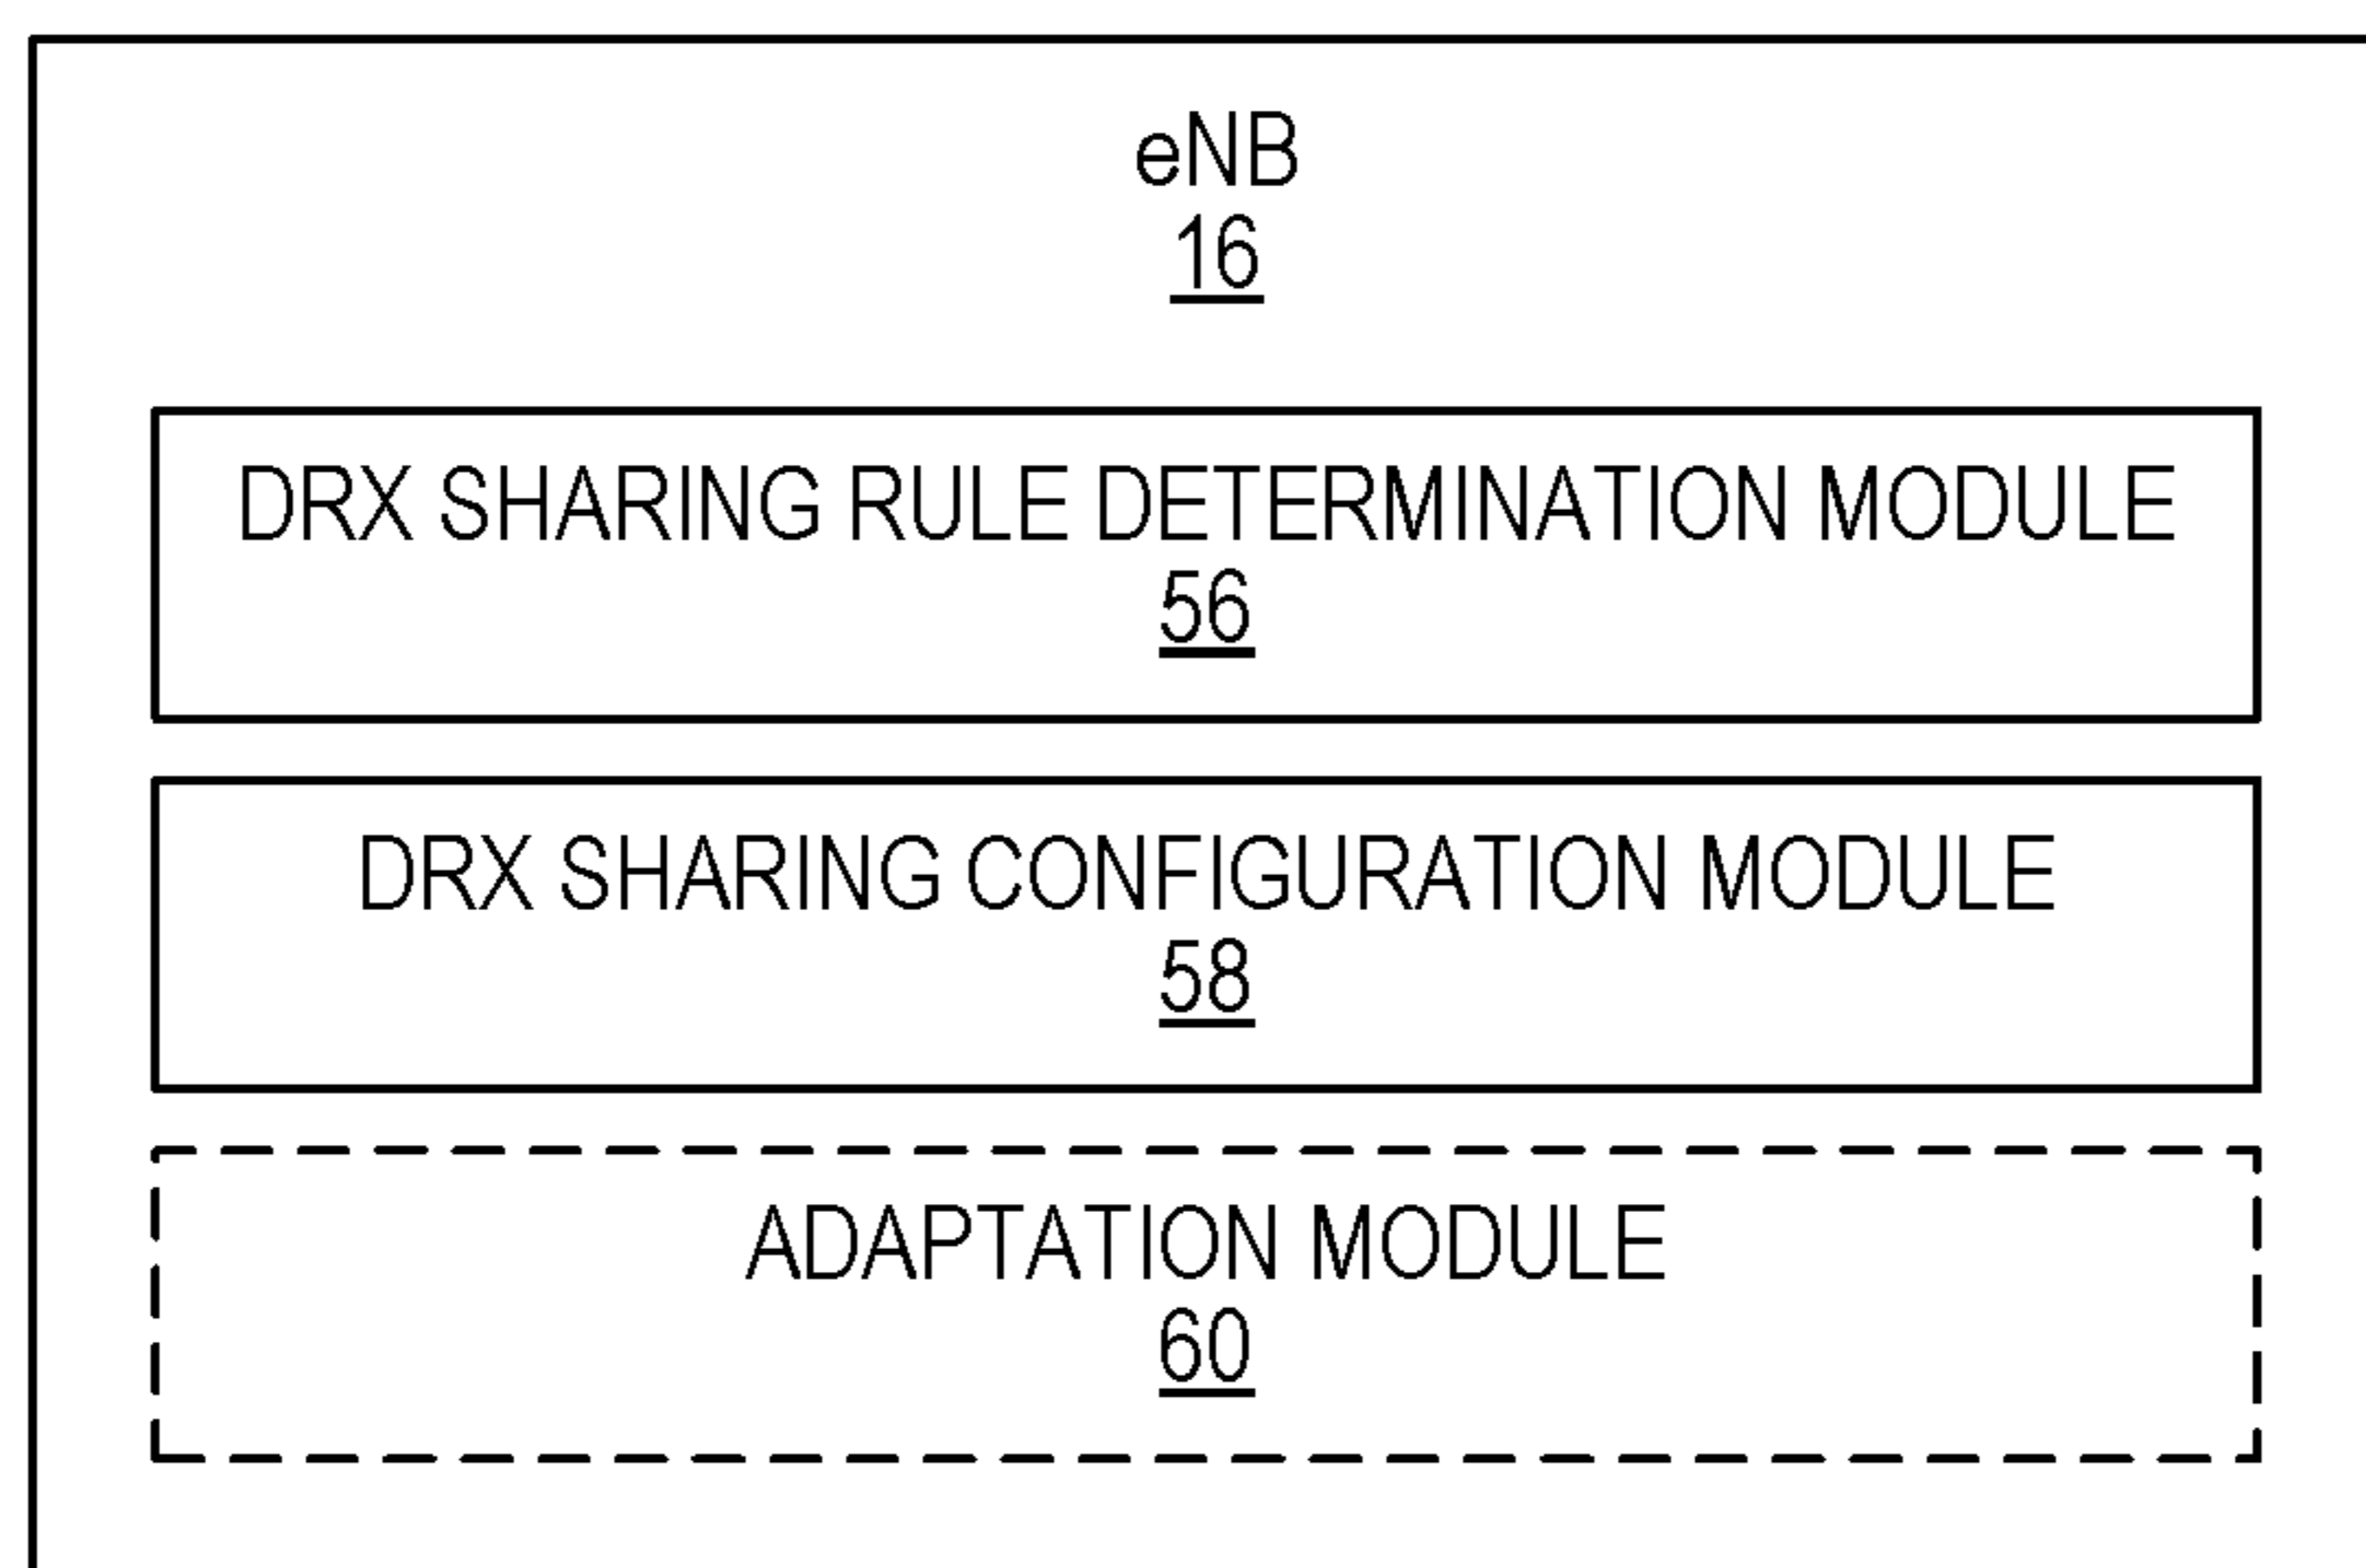 eNB
16
DRX SHARING RULE DETERMINATION MODULE
56
DRX SHARING CONFIGURATION MODULE
58
ADAPTATION MODULE
60